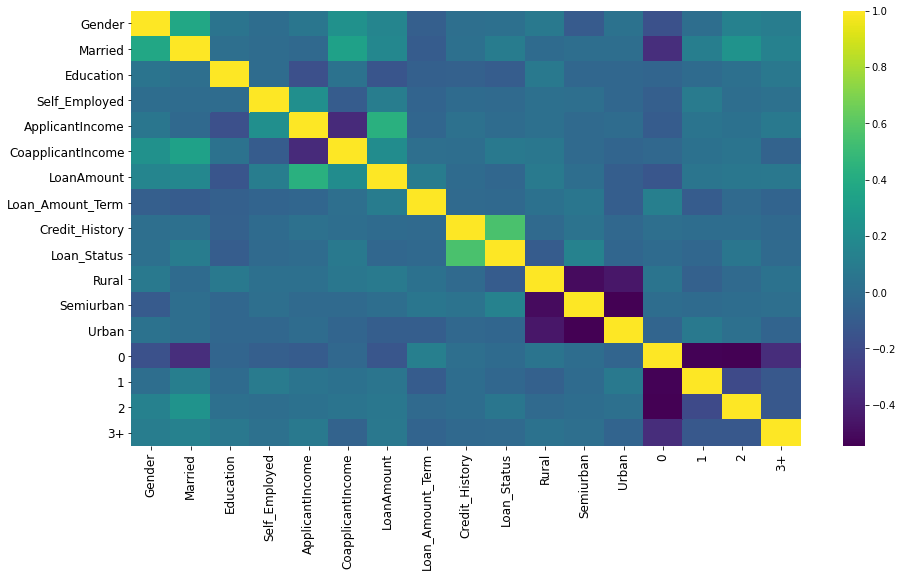 Gender
Married
Education
Self_Employed
ApplicantIncome
CoapplicantIncome
LoanAmount
Loan_Amount_Term
Credit_History
Loan_Status
Rural
Semiurban
Urban
0
1
2
3+
Gender
Married
Education
Self_Employed
ApplicantIncome
CoapplicantIncome
LoanAmount
Loan_Amount_Term
Credit_History
Loan_Status
Rural
Semiurban
Urban
0
1
2
3+
1.0
0.8
0.6
0.4
0.2
0.0
−0.2
−0.4